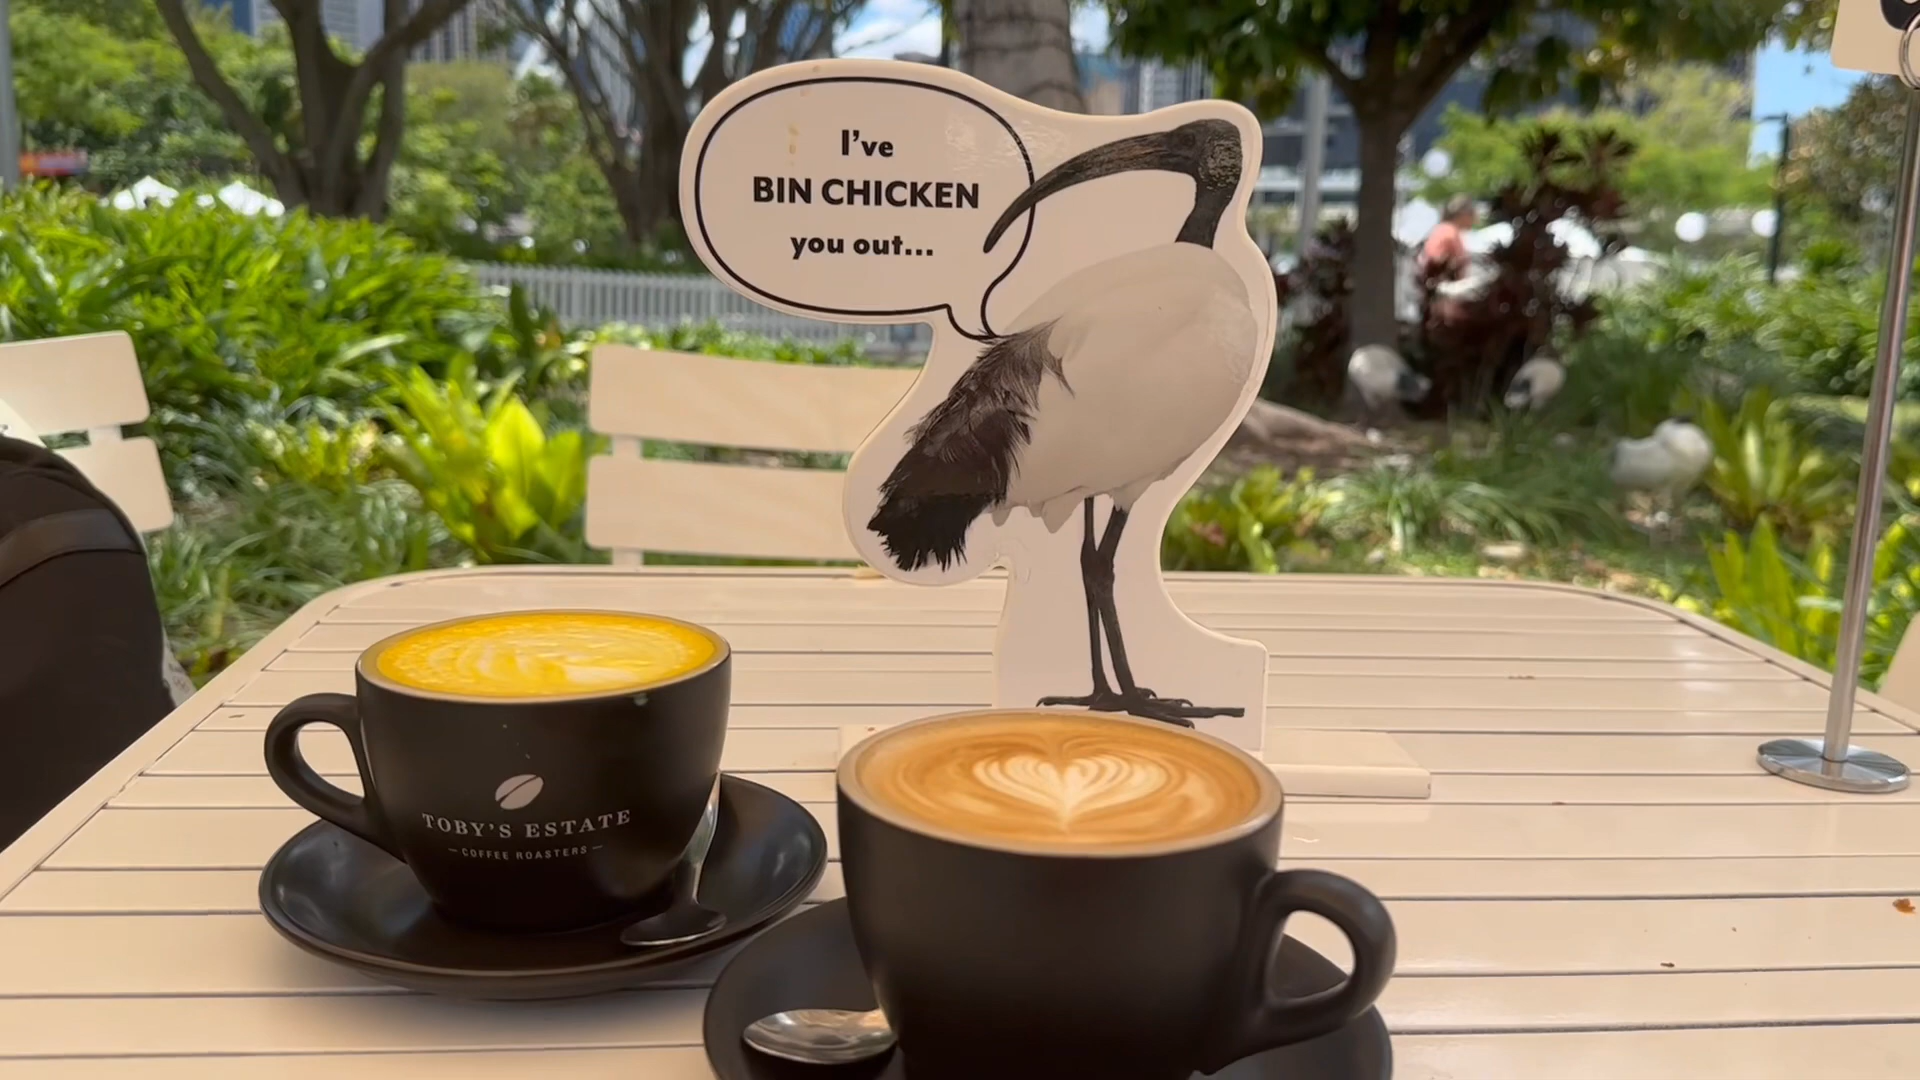 I've
BIN CHICKEN
you out...
TOBY'S ESTATE
— COFFEE ROASTERS —